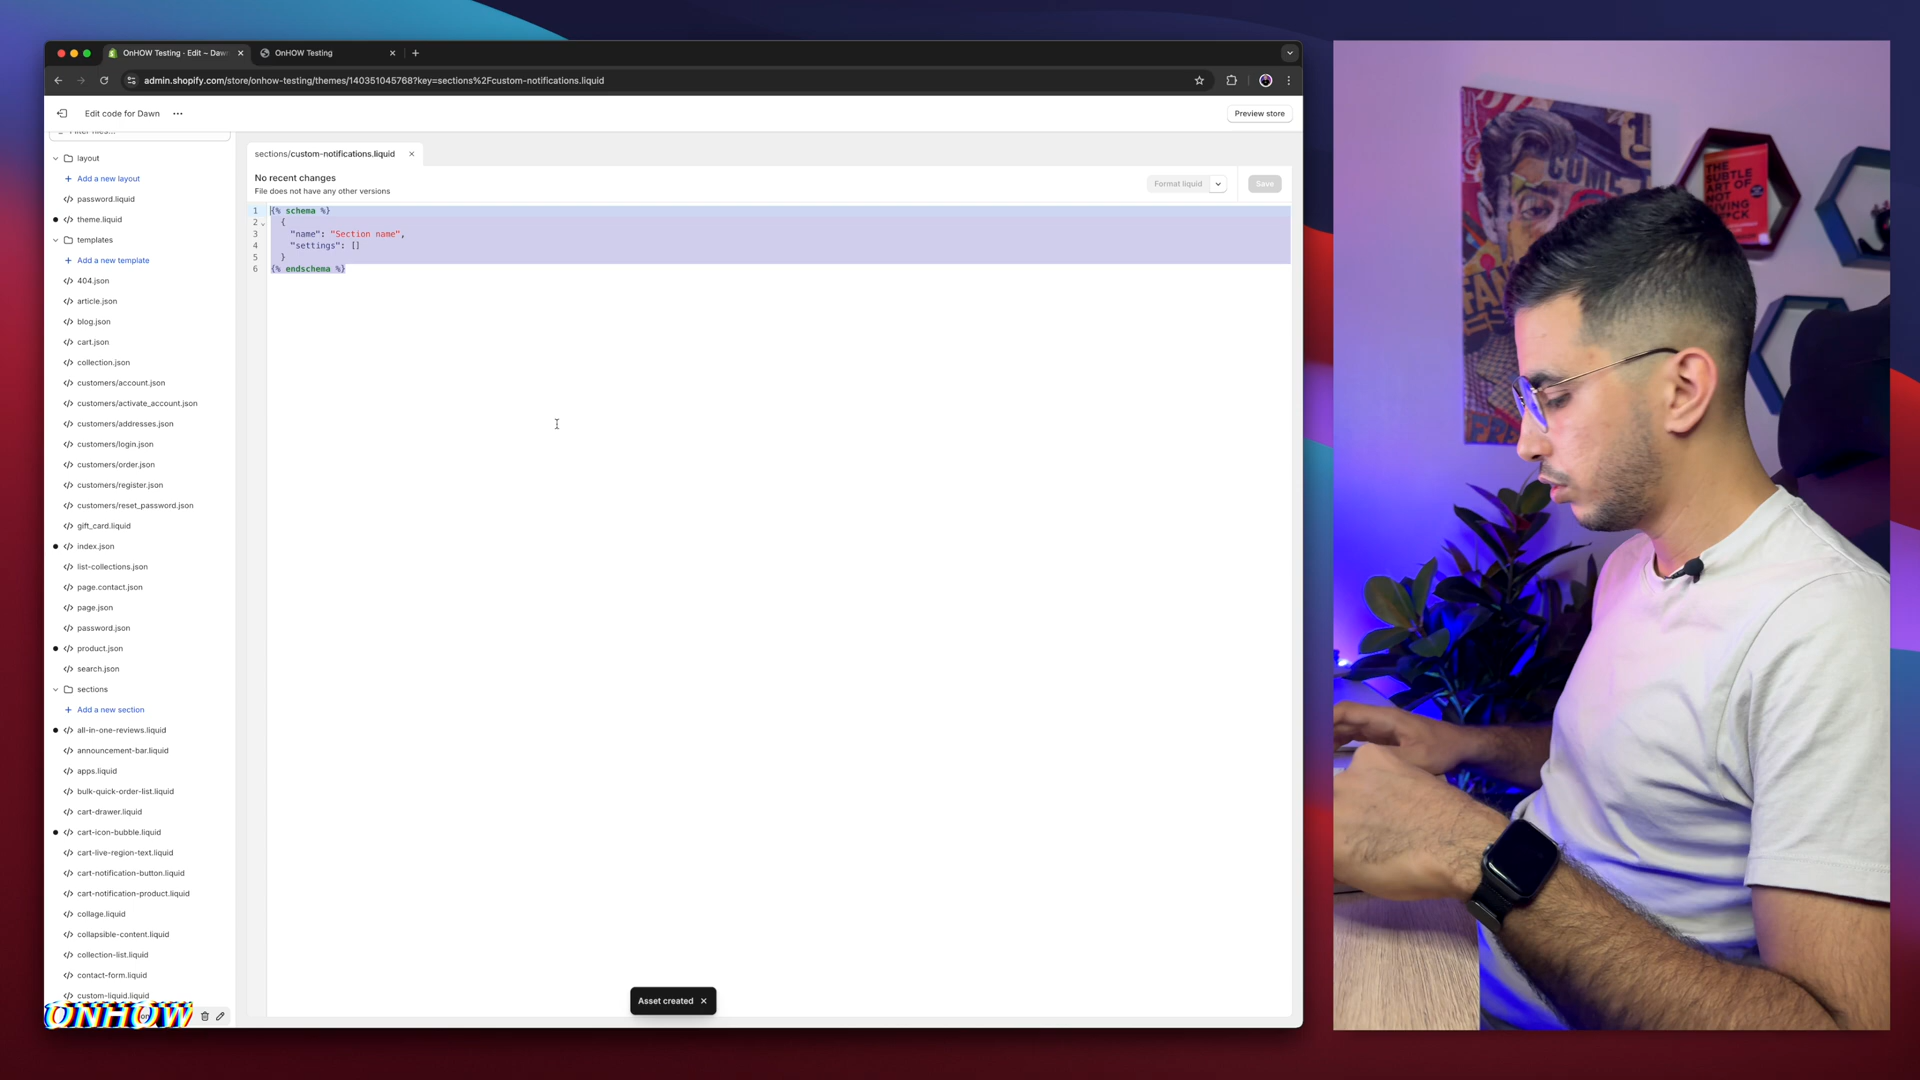 OnHOW Testing · Edit ~ Daw
OnHOW Testing
admin.shopify.com/store/onhow-testing/themes/140351045768?key=sections%2Fcustom-notifications.liquid
Edit code for Dawn
Preview store
layout
Add a new layout
password.liquid
theme.liquid
templates
Add a new template
404.json
article.json
blog.json
cart.json
collection.json
customers/account.json
customers/activate_account.json
customers/addresses.json
customers/login.json
customers/order.json
customers/register.json
customers/reset_password.json
gift_card.liquid
index.json
list-collections.json
page.contact.json
page.json
password.json
product.json
search.json
sections
Add a new section
all-in-one-reviews.liquid
announcement-bar.liquid
apps.liquid
bulk-quick-order-list.liquid
cart-drawer.liquid
cart-icon-bubble.liquid
cart-live-region-text.liquid
cart-notification-button.liquid
cart-notification-product.liquid
collage.liquid
collapsible-content.liquid
collection-list.liquid
contact-form.liquid
custom-liquid.liquid
ONHOW
sections/custom-notifications.liquid
No recent changes
File does not have any other versions
Format liquid
Save
1 {% schema %}
2 {
3 "name": "Section name",
4 "settings": []
5 }
6 {% endschema %}
Asset created
COME
FA
THE
SUBTLE
ART OF
NOT
GIVING
F*CK